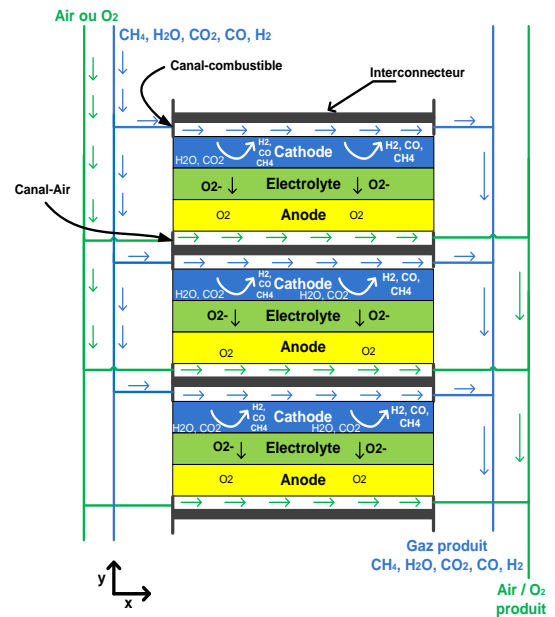 Air ou O2
CH4, H2O, CO2, CO, H2
Canal-combustible
Interconnecteur
H2, CO CH4
Cathode
H2, CO, CH4
H2O, CO2
Canal-Air
O2-
Electrolyte
O2-
O2
Anode
O2
H2, CO CH4
Cathode
H2, CO, CH4
H2O, CO2
H2O, CO2
O2-
Electrolyte
O2-
O2
Anode
O2
H2, CO CH4
Cathode
H2, CO, CH4
H2O, CO2
H2O, CO2
O2-
Electrolyte
O2-
O2
Anode
O2
Gaz produit
CH4, H2O, CO2, CO, H2
y
x
Air / O2
produit